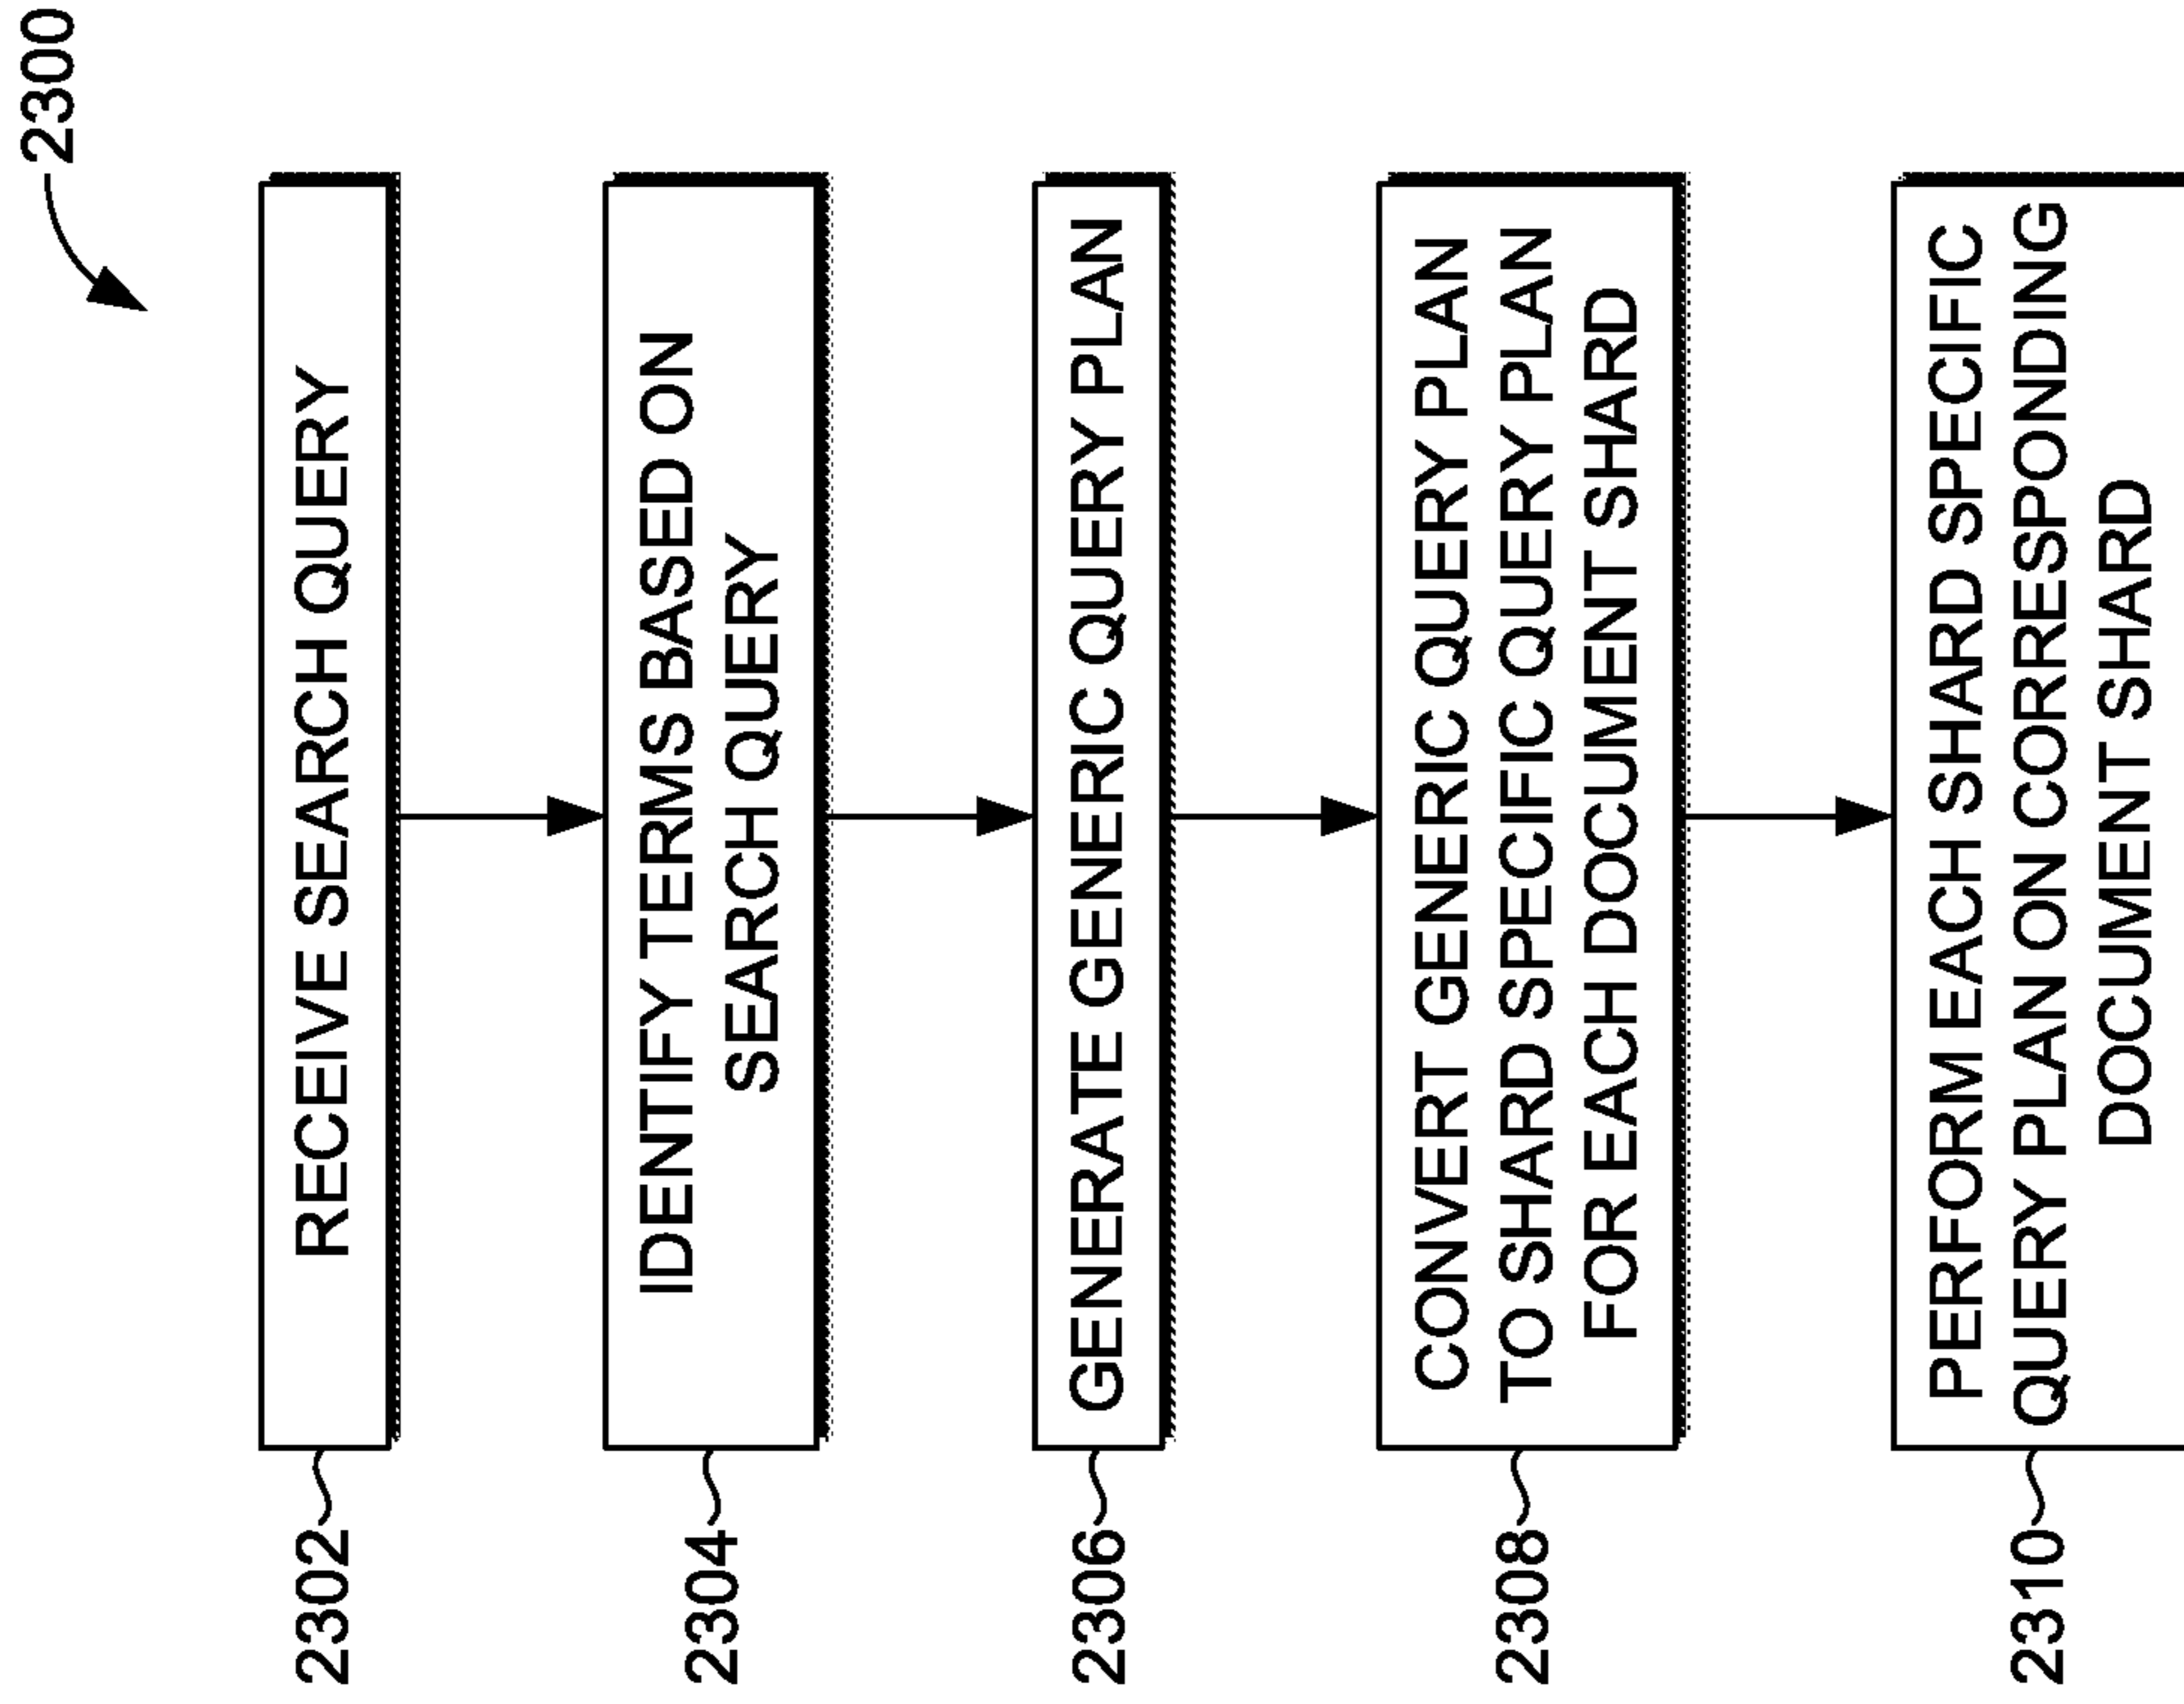 2300
2302
RECEIVE SEARCH QUERY
2304
IDENTIFY TERMS BASED ON
SEARCH QUERY
2306
GENERATE GENERIC QUERY PLAN
2308
CONVERT GENERIC QUERY PLAN
TO SHARD SPECIFIC QUERY PLAN
FOR EACH DOCUMENT SHARD
2310
PERFORM EACH SHARD SPECIFIC
QUERY PLAN ON CORRESPONDING
DOCUMENT SHARD